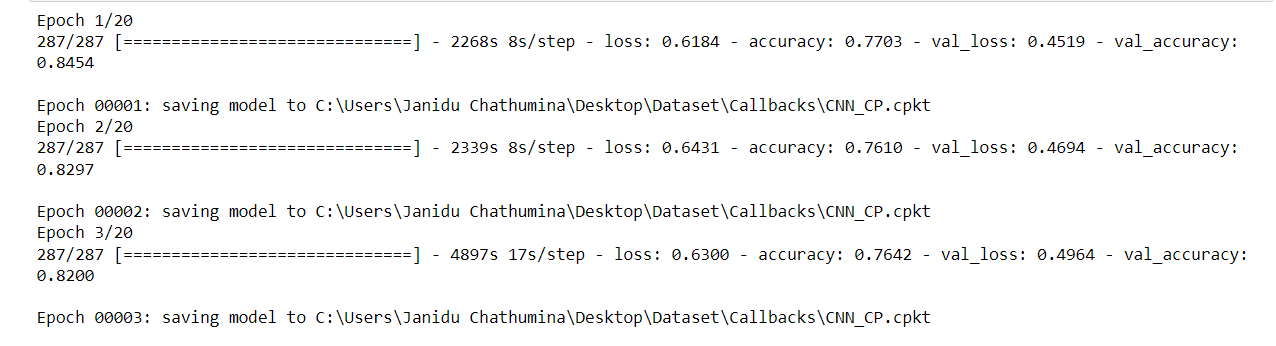 Epoch 1/20
287/287 [==============================] - 2268s 8s/step - loss: 0.6184 - accuracy: 0.7703 - val_loss: 0.4519 - val_accuracy:
0.8454
Epoch 00001: saving model to C:\Users\Janidu Chathumina\Desktop\Dataset\Callbacks\CNN_CP.cpkt
Epoch 2/20
287/287 [==============================] - 2339s 8s/step - loss: 0.6431 - accuracy: 0.7610 - val_loss: 0.4694 - val_accuracy:
0.8297
Epoch 00002: saving model to C:\Users\Janidu Chathumina\Desktop\Dataset\Callbacks\CNN_CP.cpkt
Epoch 3/20
287/287 [==============================] - 4897s 17s/step - loss: 0.6300 - accuracy: 0.7642 - val_loss: 0.4964 - val_accuracy:
0.8200
Epoch 00003: saving model to C:\Users\Janidu Chathumina\Desktop\Dataset\Callbacks\CNN_CP.cpkt